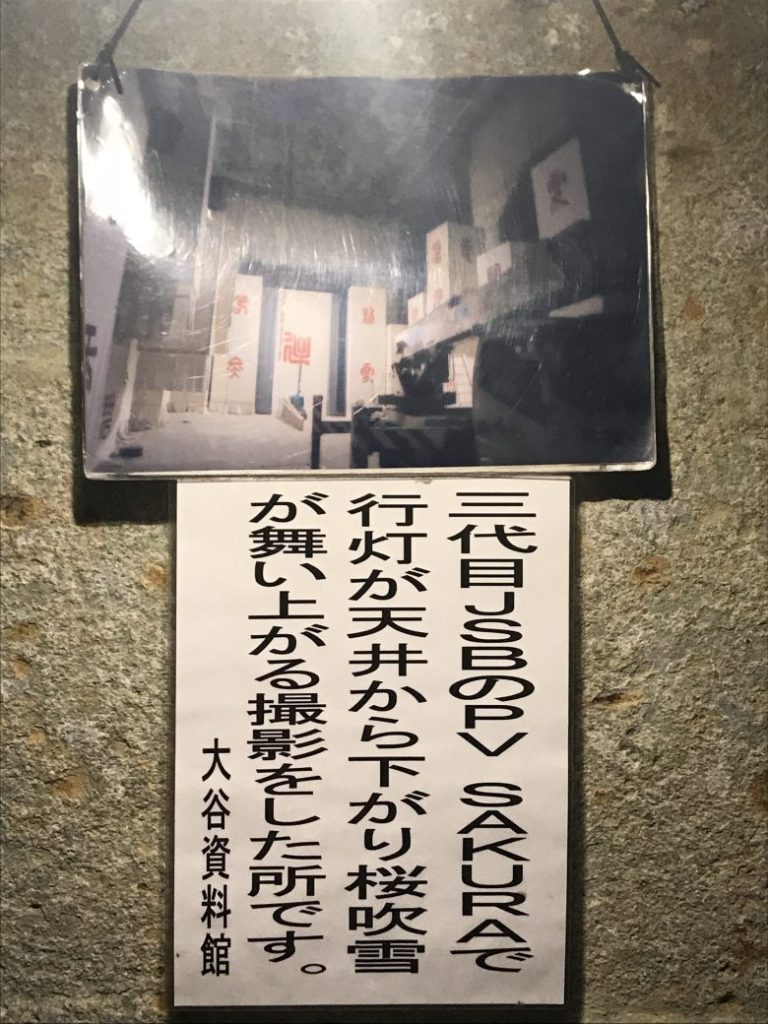 三代目JSBのPV SAKURAで
行灯が天井から下がり桜吹雪
が舞い上がる撮影をした所です。
大谷資料館